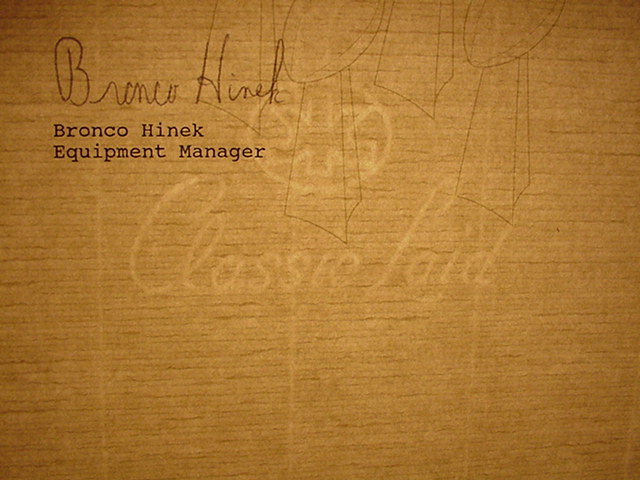 Bronco Hinek
Bronco Hinek
Equipment Manager
Classic Laid